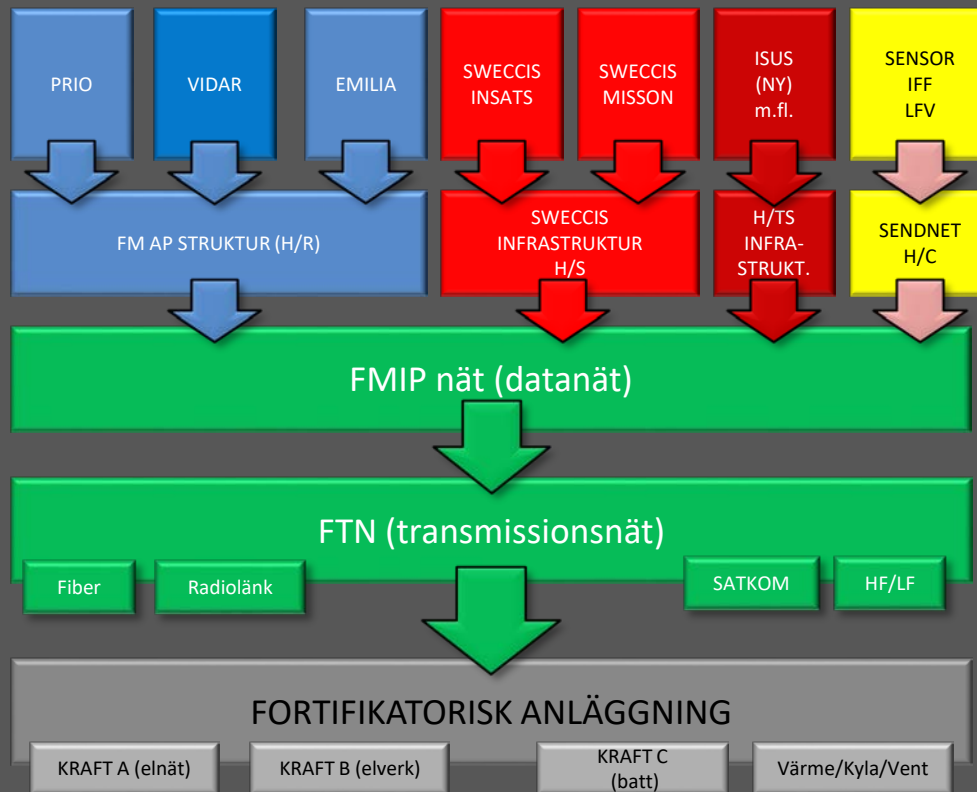 PRIO
VIDAR
EMILIA
SWECCIS
INSATS
SWECCIS
MISSON
ISUS
(NY)
m.fl.
SENSOR
IFF
LFV
FM AP STRUKTUR (H/R)
SWECCIS
INFRASTRUKTUR
H/S
H/TS
INFRA-
STRUKT.
SENDNET
H/C
FMIP nät (datanät)
FTN (transmissionsnät)
Fiber
Radiolänk
SATKOM
HF/LF
FORTIFIKATORISK ANLÄGGNING
KRAFT A (elnät)
KRAFT B (elverk)
KRAFT C
(batt)
Värme/Kyla/Vent